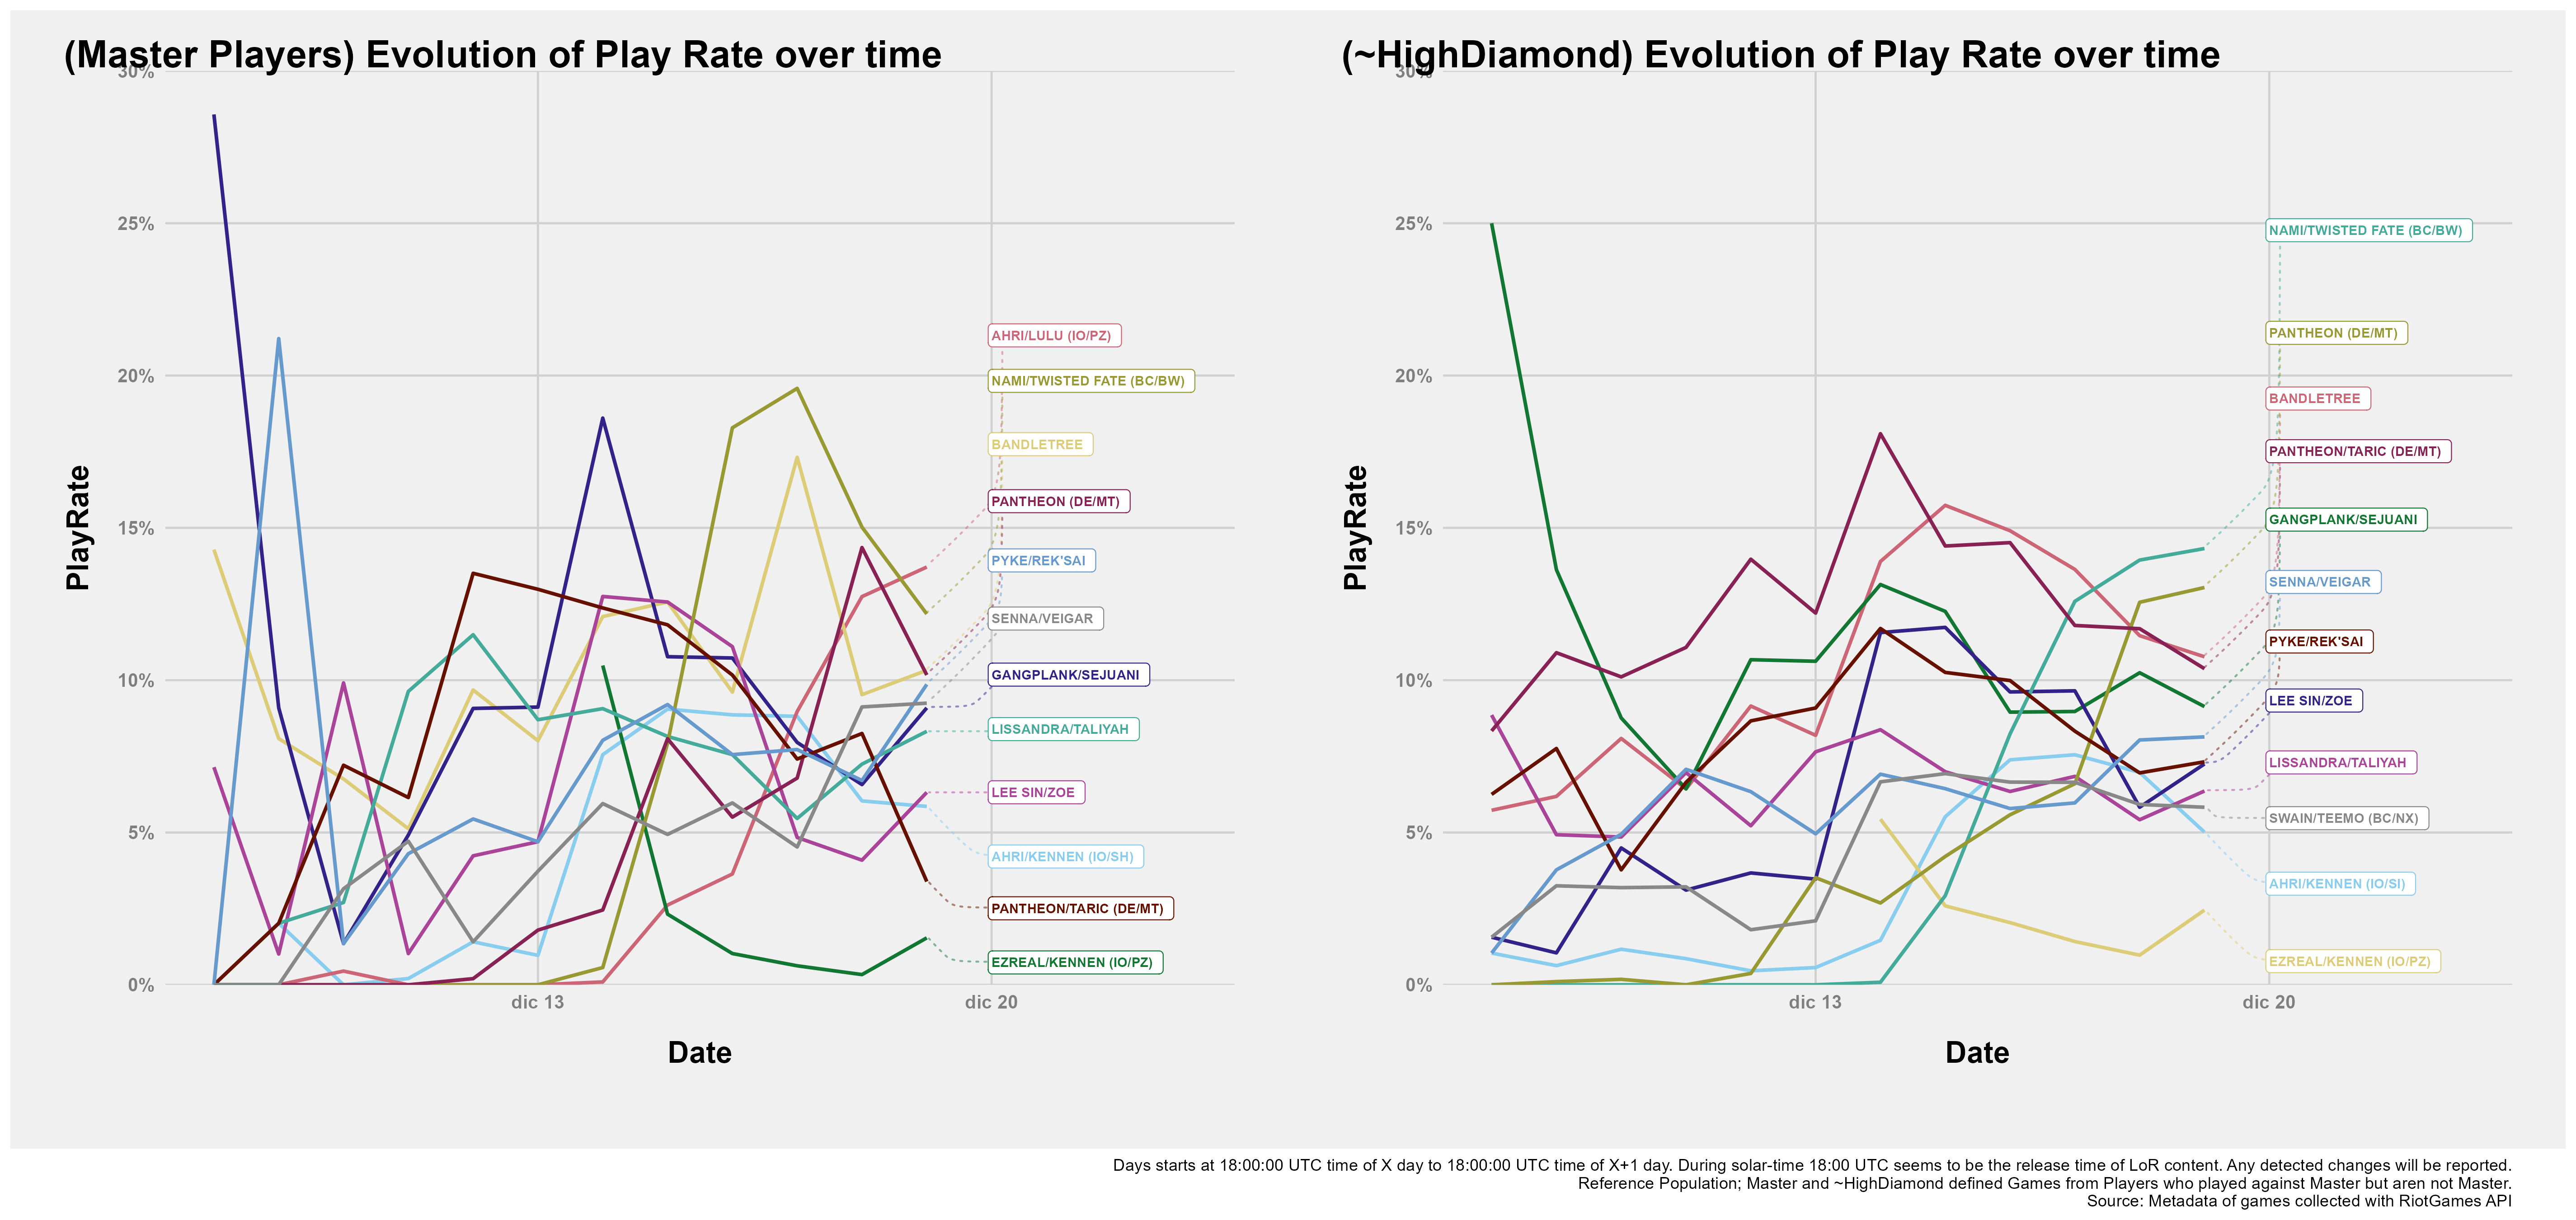 (Master Players) Evolution of Play Rate over time
30%
25%
20%
15%
10%
5%
0%
PlayRate
dic 13
dic 20
Date
AHRI/LULU (IO/PZ)
NAMI/TWISTED FATE (BC/BW)
BANDLETREE
PANTHEON (DE/MT)
PYKE/REK'SAI
SENNA/VEIGAR
GANGPLANK/SEJUANI
LISSANDRA/TALIYAH
LEE SIN/ZOE
AHRI/KENNEN (IO/SH)
PANTHEON/TARIC (DE/MT)
EZREAL/KENNEN (IO/PZ)
(~HighDiamond) Evolution of Play Rate over time
30%
25%
20%
15%
10%
5%
0%
PlayRate
dic 13
dic 20
Date
NAMI/TWISTED FATE (BC/BW)
PANTHEON (DE/MT)
BANDLETREE
PANTHEON/TARIC (DE/MT)
GANGPLANK/SEJUANI
SENNA/VEIGAR
PYKE/REK'SAI
LEE SIN/ZOE
LISSANDRA/TALIYAH
SWAIN/TEEMO (BC/NX)
AHRI/KENNEN (IO/SI)
EZREAL/KENNEN (IO/PZ)
Days starts at 18:00:00 UTC time of X day to 18:00:00 UTC time of X+1 day. During solar-time 18:00 UTC seems to be the release time of LoR content. Any detected changes will be reported.
Reference Population; Master and ~HighDiamond defined Games from Players who played against Master but aren not Master.
Source: Metadata of games collected with RiotGames API